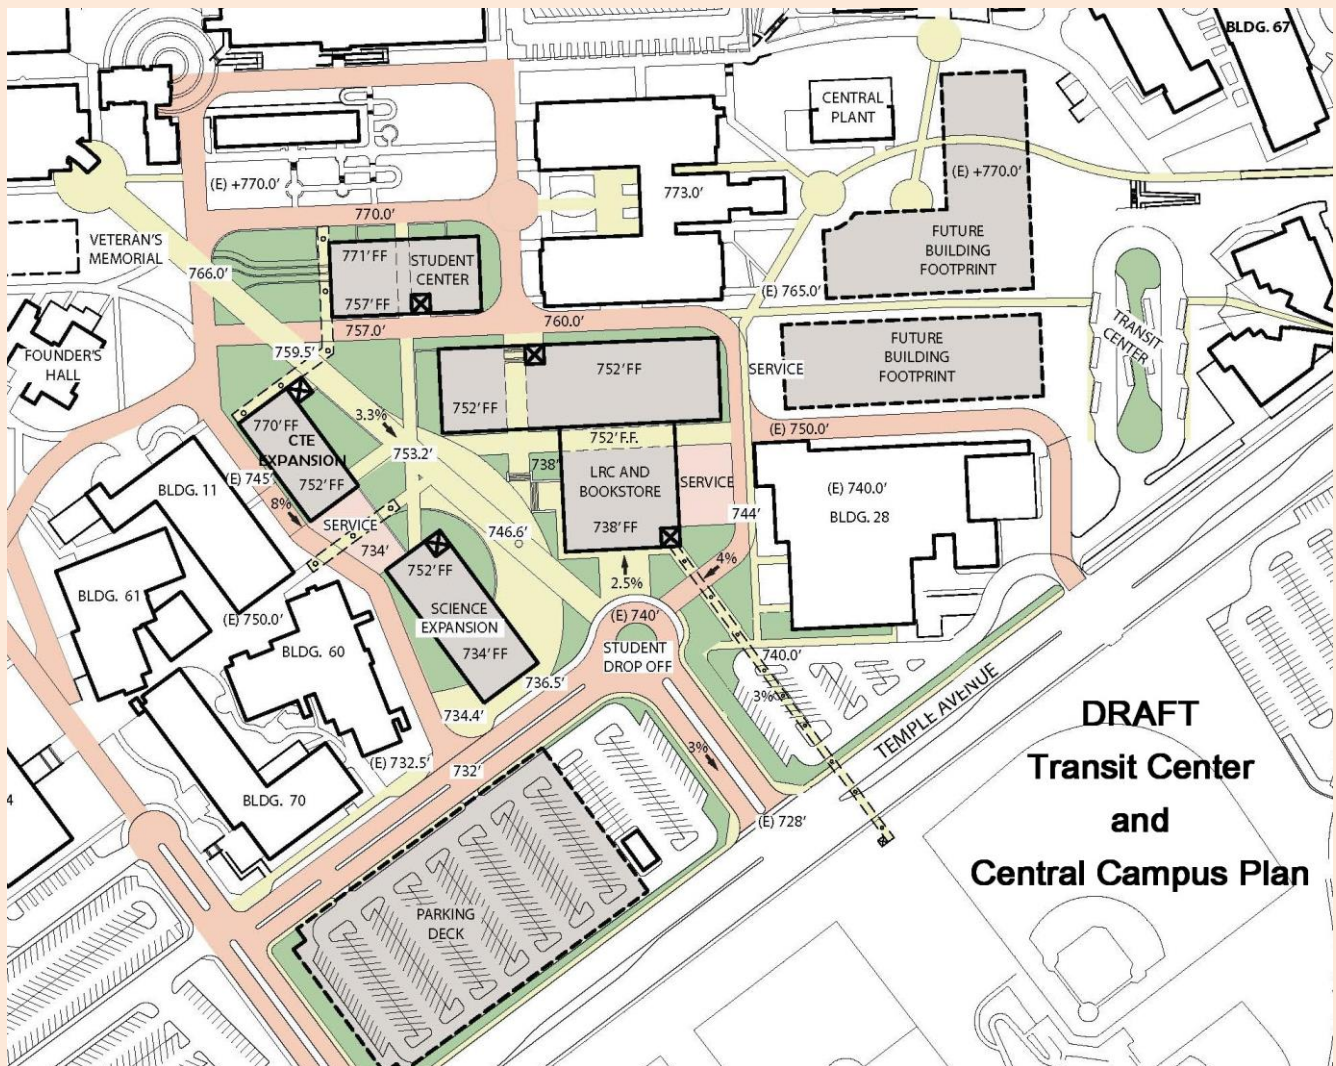 BLDG. 67
CENTRAL
PLANT
(E) +770.0'
773.0'
(E) +770.0'
770.0'
VETERAN'S
MEMORIAL
766.0'
771' FF
STUDENT
CENTER
757' FF
757.0'
760.0'
(E) 765.0'
FUTURE
BUILDING
FOOTPRINT
TRANSIT
CENTER
FOUNDER'S
HALL
759.5'
752' FF
752' FF
SERVICE
FUTURE
BUILDING
FOOTPRINT
770' FF
CTE
EXPANSION
752' FF
3.3%
753.2'
752' F.F.
738'
LRC AND
BOOKSTORE
738' FF
SERVICE
(E) 750.0'
(E) 740.0'
BLDG. 28
744'
BLDG. 11
(E) 745'
8%
SERVICE
734'
746.6'
2.5%
4%
BLDG. 61
(E) 750.0'
BLDG. 60
752' FF
SCIENCE
EXPANSION
734' FF
(E) 740'
STUDENT
DROP OFF
740.0'
3%
736.5'
734.4'
TEMPLE AVENUE
(E) 732.5'
732'
3%
(E) 728'
BLDG. 70
4
PARKING
DECK
DRAFT
Transit Center
and
Central Campus Plan